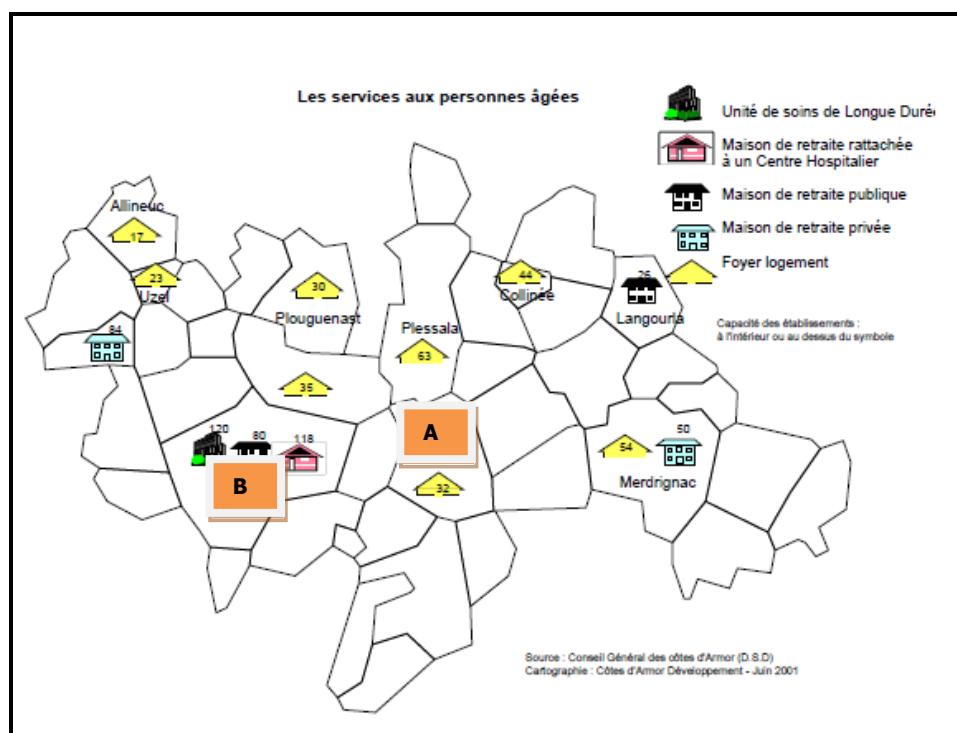 Les services aux personnes âgées
Unité de soins de Longue Duré
Maison de retraite rattachée
à un Centre Hospitalier
Maison de retraite publique
Maison de retraite privée
Foyer logement
Capacité des établissements :
à l'intérieur ou au dessus du symbole
Allineuc
17
23
Uzel
84
30
Plouguenast
Plessala
63
44
Collinée
26
Langourla
35
A
32
120
80
118
B
54
50
Merdrignac
Source : Conseil Général des côtes d'Armor (D.S.D)
Cartographie : Côtes d'Armor Développement - Juin 2001